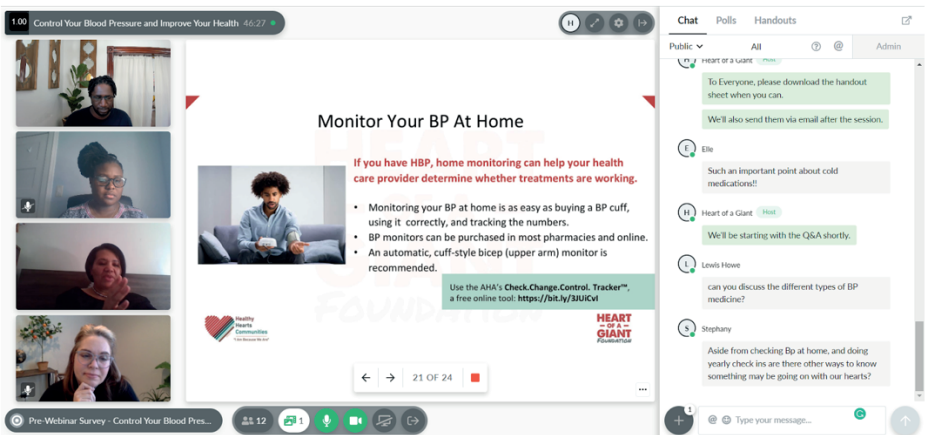 1.00 Control Your Blood Pressure and Improve Your Health 46:27
H
Monitor Your BP At Home
If you have HBP, home monitoring can help your health
care provider determine whether treatments are working.
• Monitoring your BP at home is as easy as buying a BP cuff,
using it correctly, and tracking the numbers.
• BP monitors can be purchased in most pharmacies and online.
• An automatic, cuff-style bicep (upper arm) monitor is
recommended.
Use the AHA's Check.Change.Control. Tracker™,
a free online tool: https://bit.ly/3JUiCvI
Healthy
Hearts
Communities
"I Am Because We Are"
HEART
OF A
GIANT
FOUNDATION
HEART
GIANT
FOUNDATION
21 OF 24
Pre-Webinar Survey - Control Your Blood Pres...
12
1
Chat Polls Handouts
Public All @ Admin
H Heart of a Giant Host
To Everyone, please download the handout
sheet when you can.
We'll also send them via email after the session.
E Elle
Such an important point about cold
medications!!
H Heart of a Giant Host
We'll be starting with the Q&A shortly.
L Lewis Howe
can you discuss the different types of BP
medicine?
S Stephany
Aside from checking Bp at home, and doing
yearly check ins are there other ways to know
something may be going on with our hearts?
1
@ Type your message...